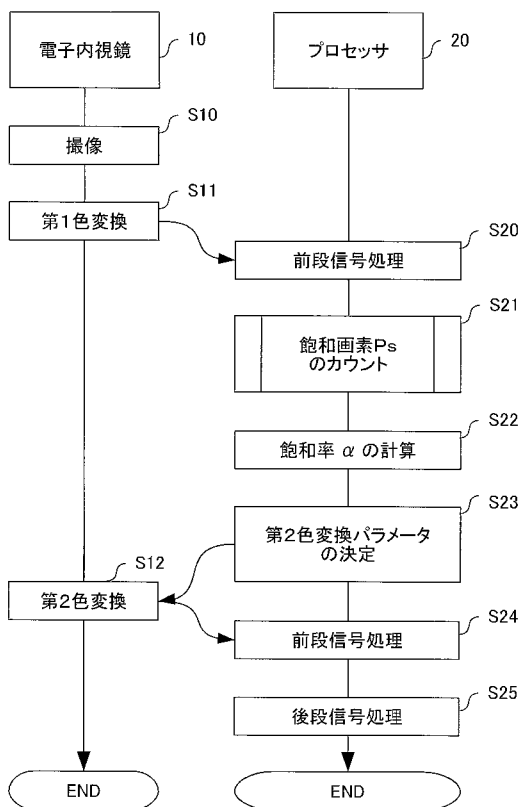 電子内視鏡
10
プロセッサ
20
S10
撮像
S11
第1色変換
S20
前段信号処理
S21
飽和画素Ps
のカウント
S22
飽和率 α の計算
S23
第2色変換パラメータ
の決定
S12
第2色変換
S24
前段信号処理
S25
後段信号処理
END
END